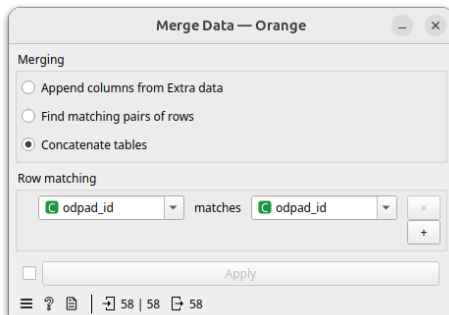 Merge Data — Orange
Merging
Append columns from Extra data
Find matching pairs of rows
Concatenate tables
Row matching
C odpad_id matches C odpad_id ×
+
Apply
? 58 | 58 58